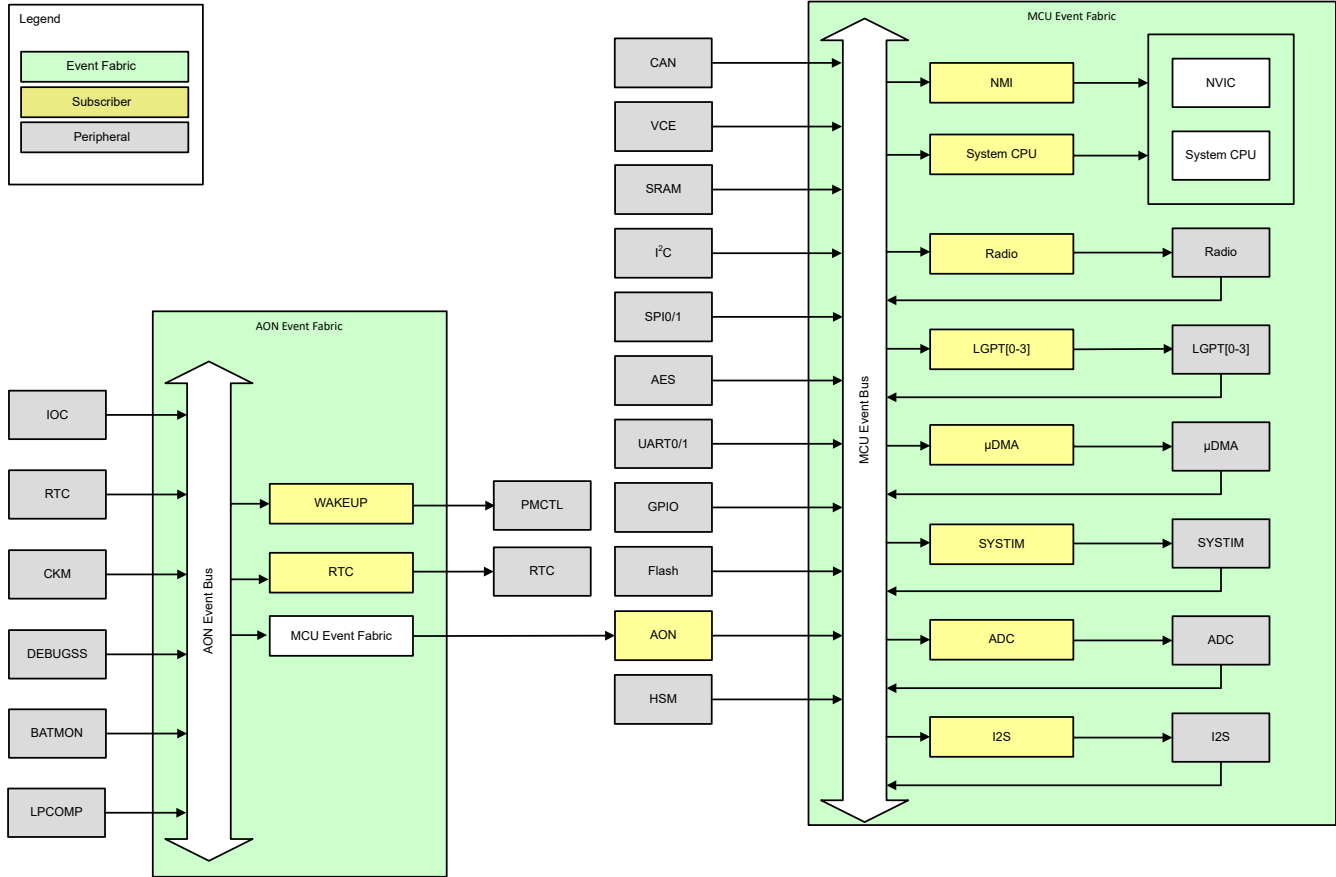 Legend
Event Fabric
Subscriber
Peripheral
AON Event Fabric
IOC
RTC
CKM
DEBUGSS
BATMON
LPCOMP
AON Event Bus
WAKEUP
RTC
MCU Event Fabric
PMCTL
RTC
CAN
VCE
SRAM
I²C
SPI0/1
AES
UART0/1
GPIO
Flash
AON
HSM
MCU Event Fabric
MCU Event Bus
NMI
System CPU
NVIC
System CPU
Radio
Radio
LGPT[0-3]
LGPT[0-3]
µDMA
µDMA
SYSTIM
SYSTIM
ADC
ADC
I2S
I2S